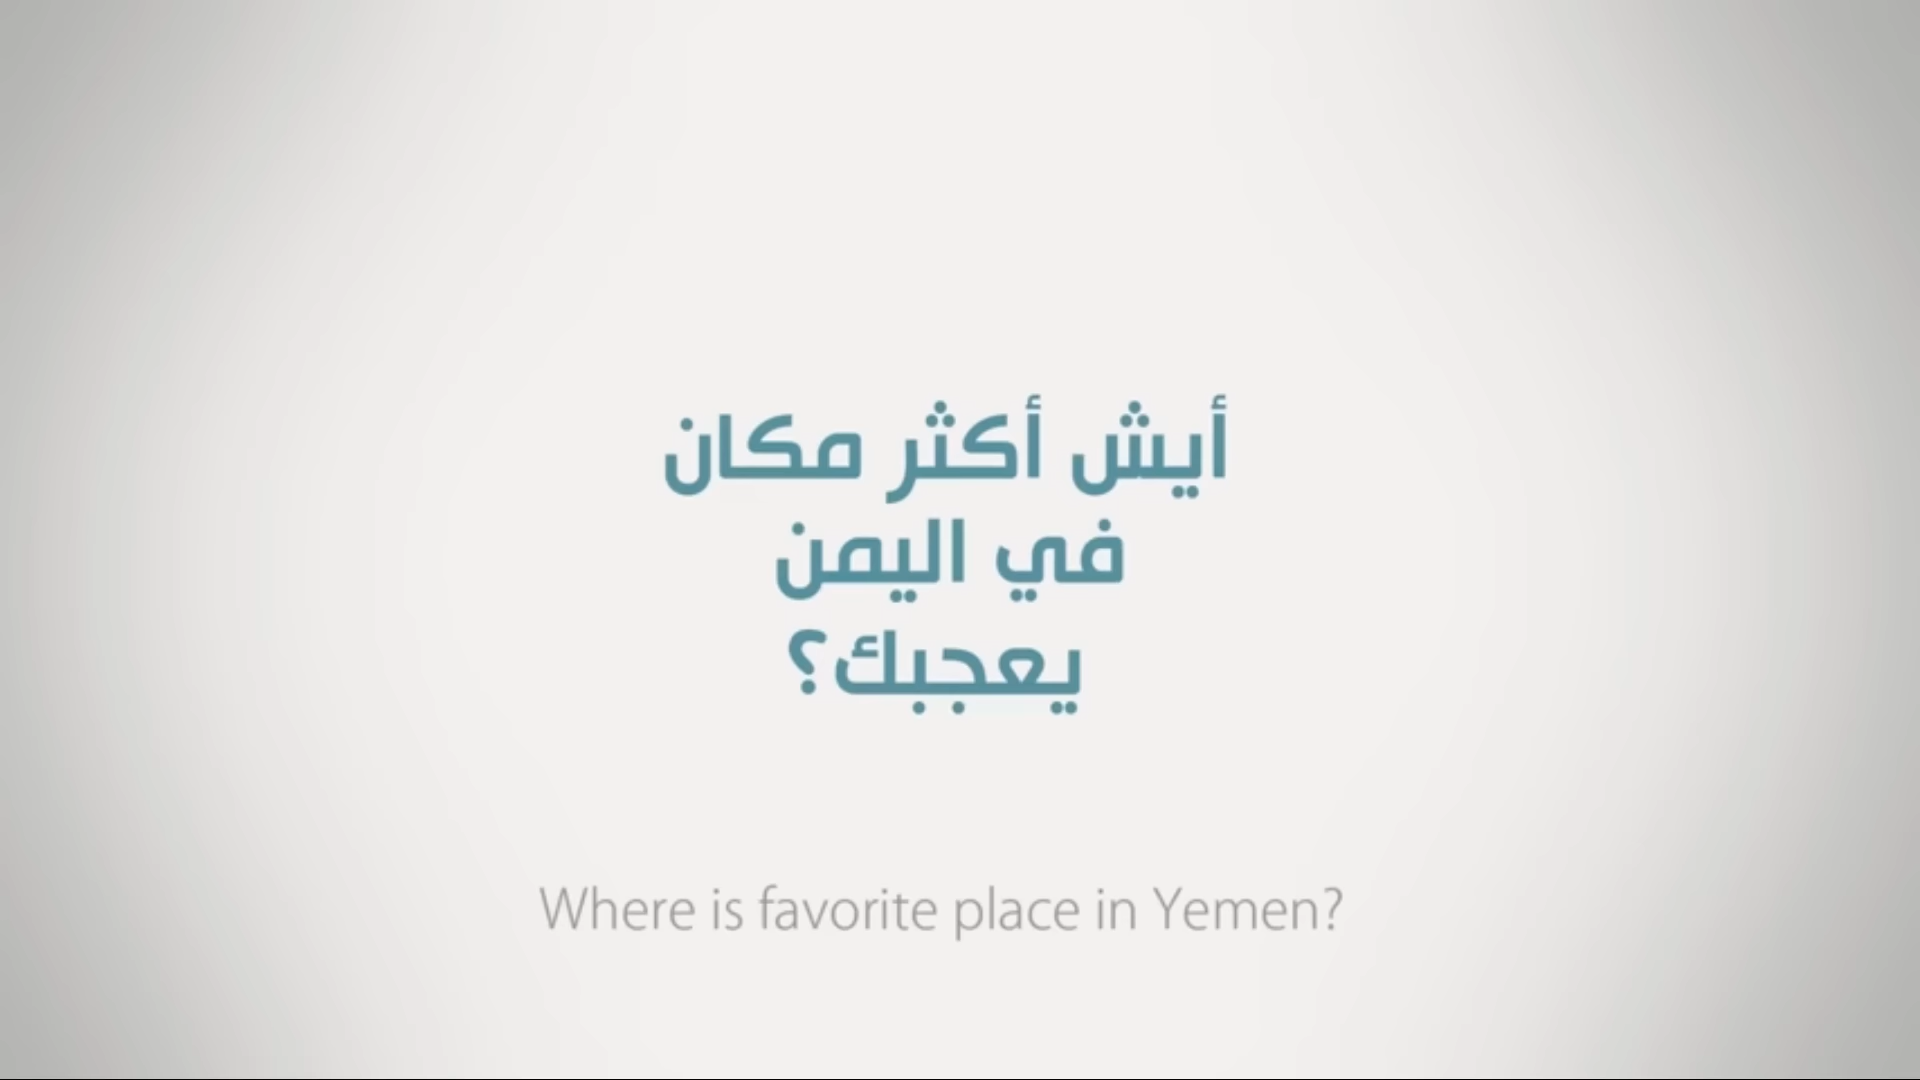 أيش أكثر مكان
في اليمن
يعجبك؟
Where is favorite place in Yemen?